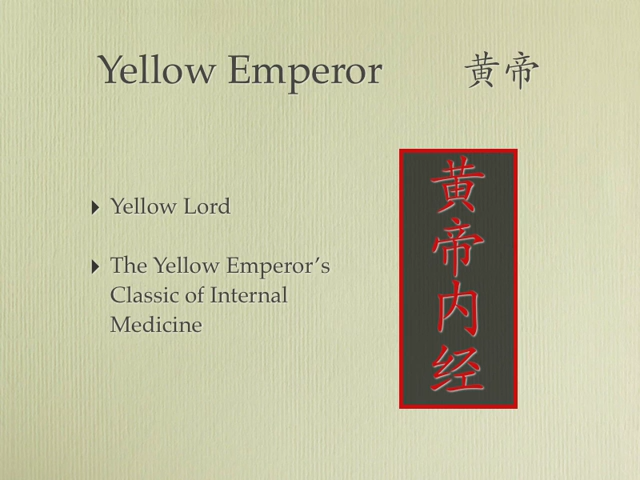 Yellow Emperor 黄帝
Yellow Lord
The Yellow Emperor's
Classic of Internal
Medicine
黄帝内经